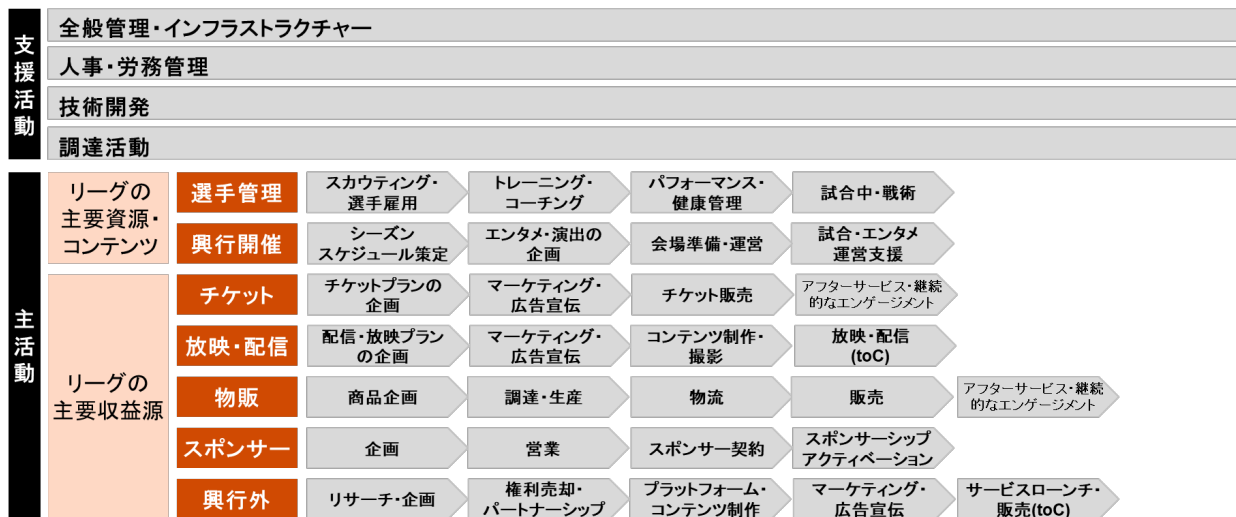 支援活動
全般管理・インフラストラクチャー
人事・労務管理
技術開発
調達活動
主活動
リーグの
主要資源・
コンテンツ
選手管理
スカウティング・
選手雇用
トレーニング・
コーチング
パフォーマンス・
健康管理
試合中・戦術
興行開催
シーズン
スケジュール策定
エンタメ・演出の
企画
会場準備・運営
試合・エンタメ
運営支援
リーグの
主要収益源
チケット
チケットプランの
企画
マーケティング・
広告宣伝
チケット販売
アフターサービス・継続
的なエンゲージメント
放映・配信
配信・放映プラン
の企画
マーケティング・
広告宣伝
コンテンツ制作・
撮影
放映・配信
(toC)
物販
商品企画
調達・生産
物流
販売
アフターサービス・継続
的なエンゲージメント
スポンサー
企画
営業
スポンサー契約
スポンサーシップ
アクティベーション
興行外
リサーチ・企画
権利売却・
パートナーシップ
プラットフォーム・
コンテンツ制作
マーケティング・
広告宣伝
サービスローンチ・
販売(toC)